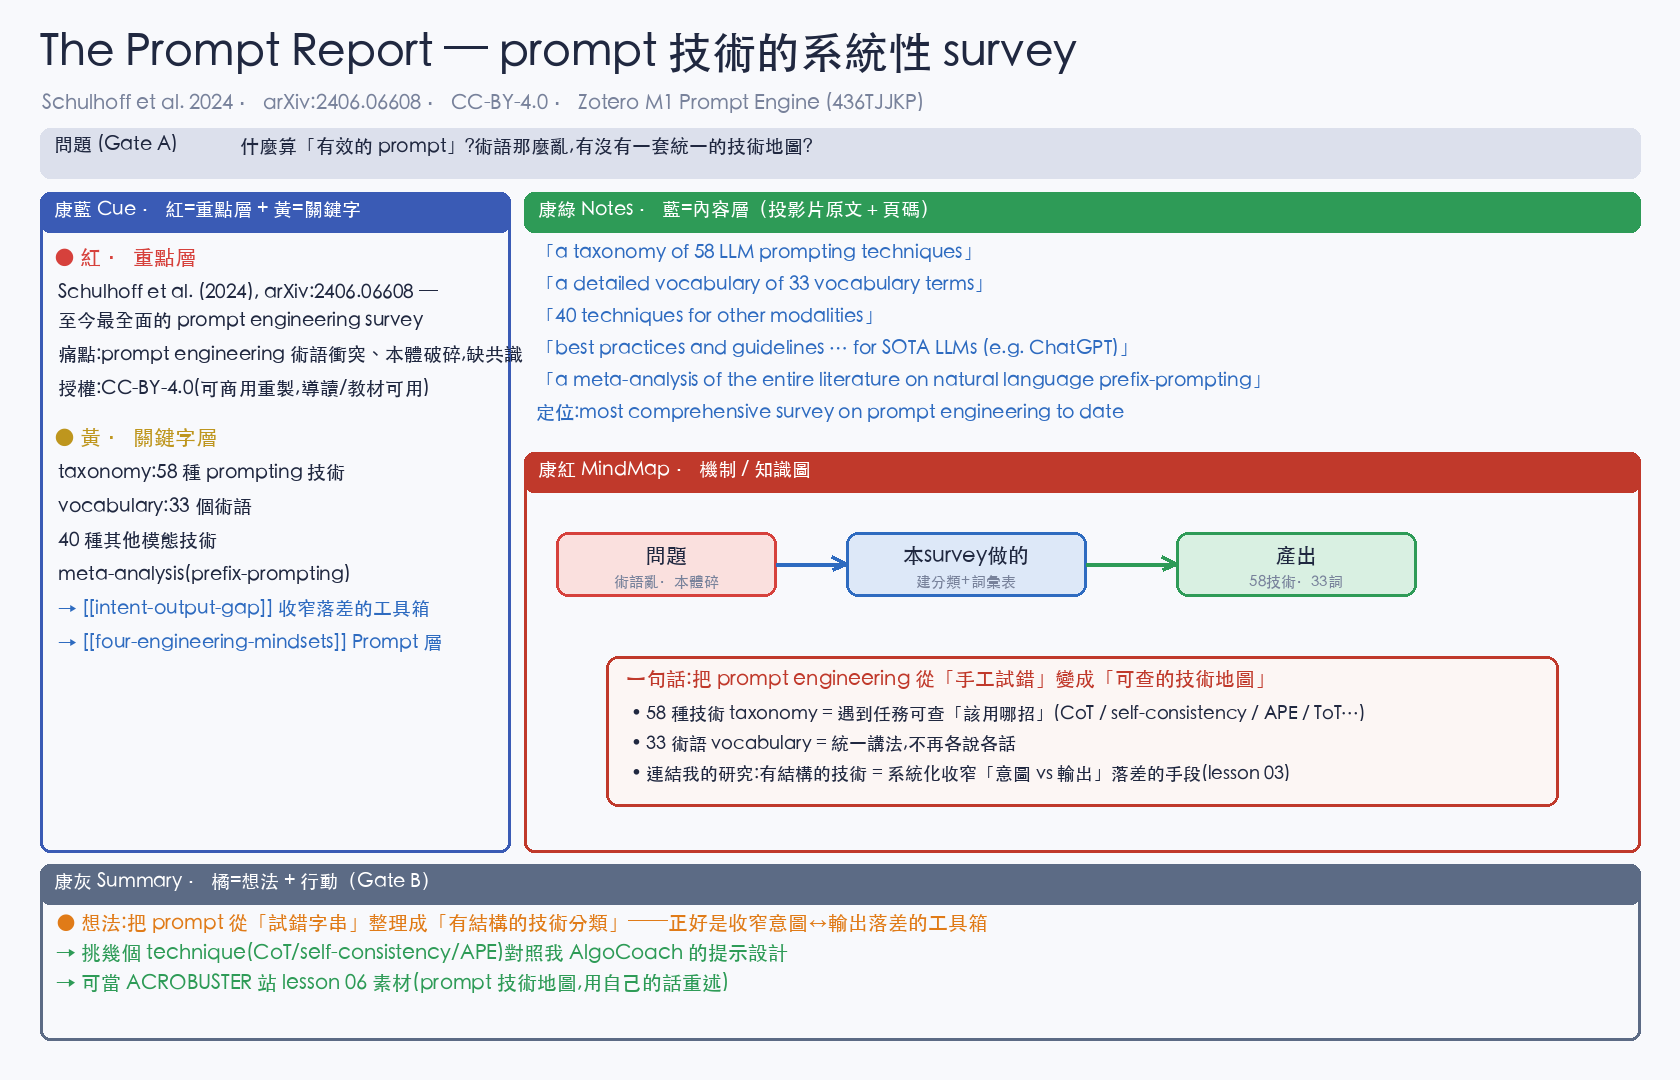 The Prompt Report — prompt 技術的系統性 survey
Schulhoff et al. 2024 · arXiv:2406.06608 · CC-BY-4.0 · Zotero M1 Prompt Engine (436TJJKP)
問題 (Gate A) 什麼算「有效的 prompt」?術語那麼亂,有沒有一套統一的技術地圖?
康藍 Cue · 紅=重點層 + 黃=關鍵字
● 紅 · 重點層
Schulhoff et al. (2024), arXiv:2406.06608 —
至今最全面的 prompt engineering survey
痛點:prompt engineering 術語衝突、本體破碎,缺共識
授權:CC-BY-4.0(可商用重製,導讀/教材可用)
● 黃 · 關鍵字層
taxonomy:58 種 prompting 技術
vocabulary:33 個術語
40 種其他模態技術
meta-analysis(prefix-prompting)
→ [[intent-output-gap]] 收窄落差的工具箱
→ [[four-engineering-mindsets]] Prompt 層
康綠 Notes · 藍=內容層（投影片原文 + 頁碼）
「a taxonomy of 58 LLM prompting techniques」
「a detailed vocabulary of 33 vocabulary terms」
「40 techniques for other modalities」
「best practices and guidelines … for SOTA LLMs (e.g. ChatGPT)」
「a meta-analysis of the entire literature on natural language prefix-prompting」
定位:most comprehensive survey on prompt engineering to date
康紅 MindMap · 機制 / 知識圖
問題
術語亂· 本體碎
本survey做的
建分類+詞彙表
產出
58技術· 33詞
一句話:把 prompt engineering 從「手工試錯」變成「可查的技術地圖」
• 58 種技術 taxonomy = 遇到任務可查「該用哪招」(CoT / self-consistency / APE / ToT…)
• 33 術語 vocabulary = 統一講法,不再各說各話
• 連結我的研究:有結構的技術 = 系統化收窄「意圖 vs 輸出」落差的手段(lesson 03)
康灰 Summary · 橘=想法 + 行動（Gate B）
● 想法:把 prompt 從「試錯字串」整理成「有結構的技術分類」——正好是收窄意圖↔輸出落差的工具箱
→ 挑幾個 technique(CoT/self-consistency/APE)對照我 AlgoCoach 的提示設計
→ 可當 ACROBUSTER 站 lesson 06 素材(prompt 技術地圖,用自己的話重述)